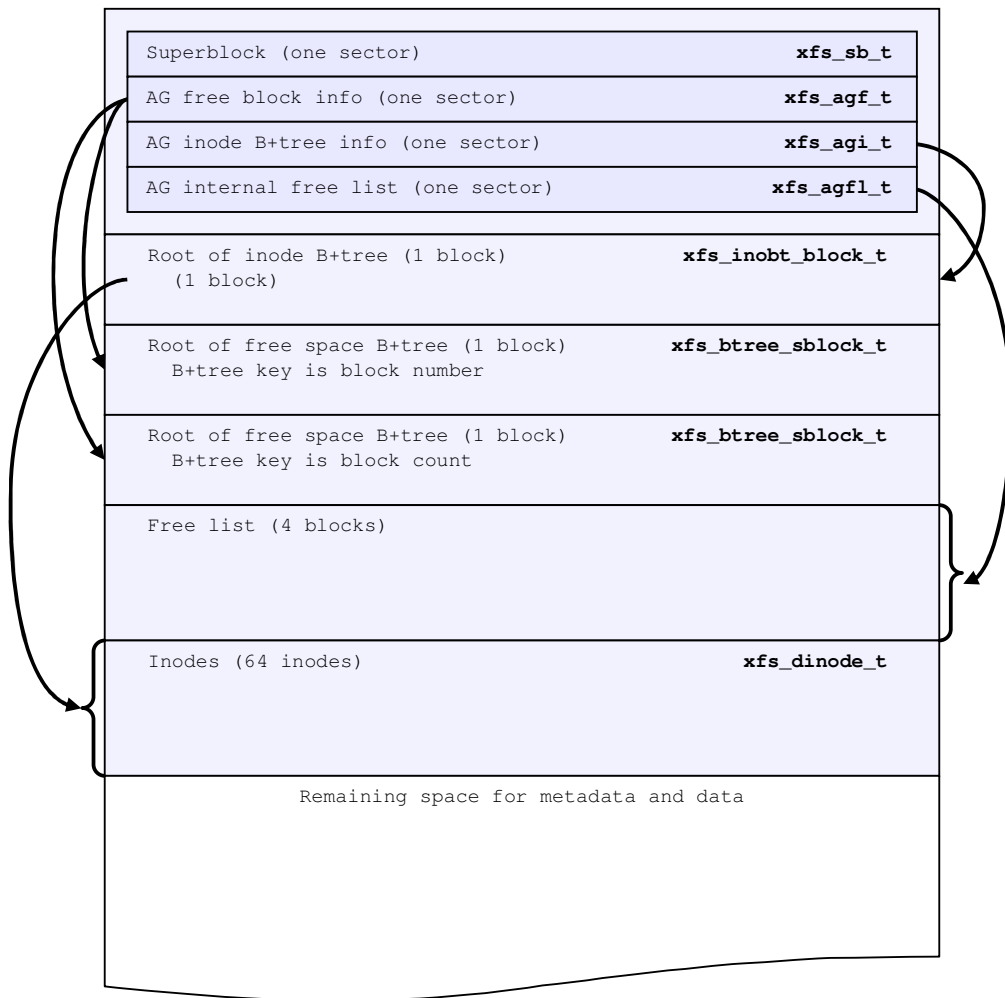 Superblock (one sector) xfs_sb_t
AG free block info (one sector) xfs_agf_t
AG inode B+tree info (one sector) xfs_agi_t
AG internal free list (one sector) xfs_agfl_t
Root of inode B+tree (1 block) xfs_inobt_block_t
(1 block)
Root of free space B+tree (1 block) xfs_btree_sblock_t
B+tree key is block number
Root of free space B+tree (1 block) xfs_btree_sblock_t
B+tree key is block count
Free list (4 blocks)
Inodes (64 inodes) xfs_dinode_t
Remaining space for metadata and data